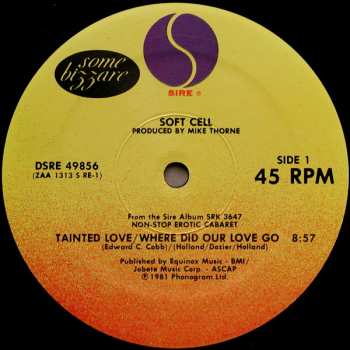 some
bizzare
SIRE ®
SOFT CELL
PRODUCED BY MIKE THORNE
DSRE 49856
(ZAA 1313 S RE-1)
SIDE 1
45 RPM
From the Sire Album SRK 3647
NON-STOP EROTIC CABARET
TAINTED LOVE/WHERE DID OUR LOVE GO 8:57
(Edward C. Cobb)/(Holland/Dozier/Holland)
Published by Equinox Music - BMI/
Jobete Music Corp. - ASCAP
℗ 1981 Phonogram Ltd.